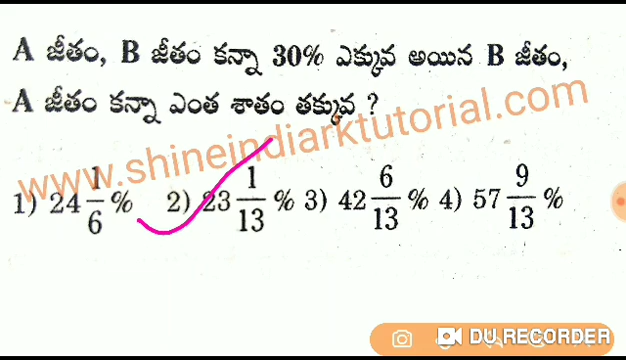 A జీతం, B జీతం కన్నా 30% ఎక్కువ అయిన B జీతం,
A జీతం కన్నా ఎంత శాతం తక్కువ ?
www.shineindiarktutorial.com
1) 24 1/6 % 2) 23 1/13 % 3) 42 6/13 % 4) 57 9/13 %
DU RECORDER